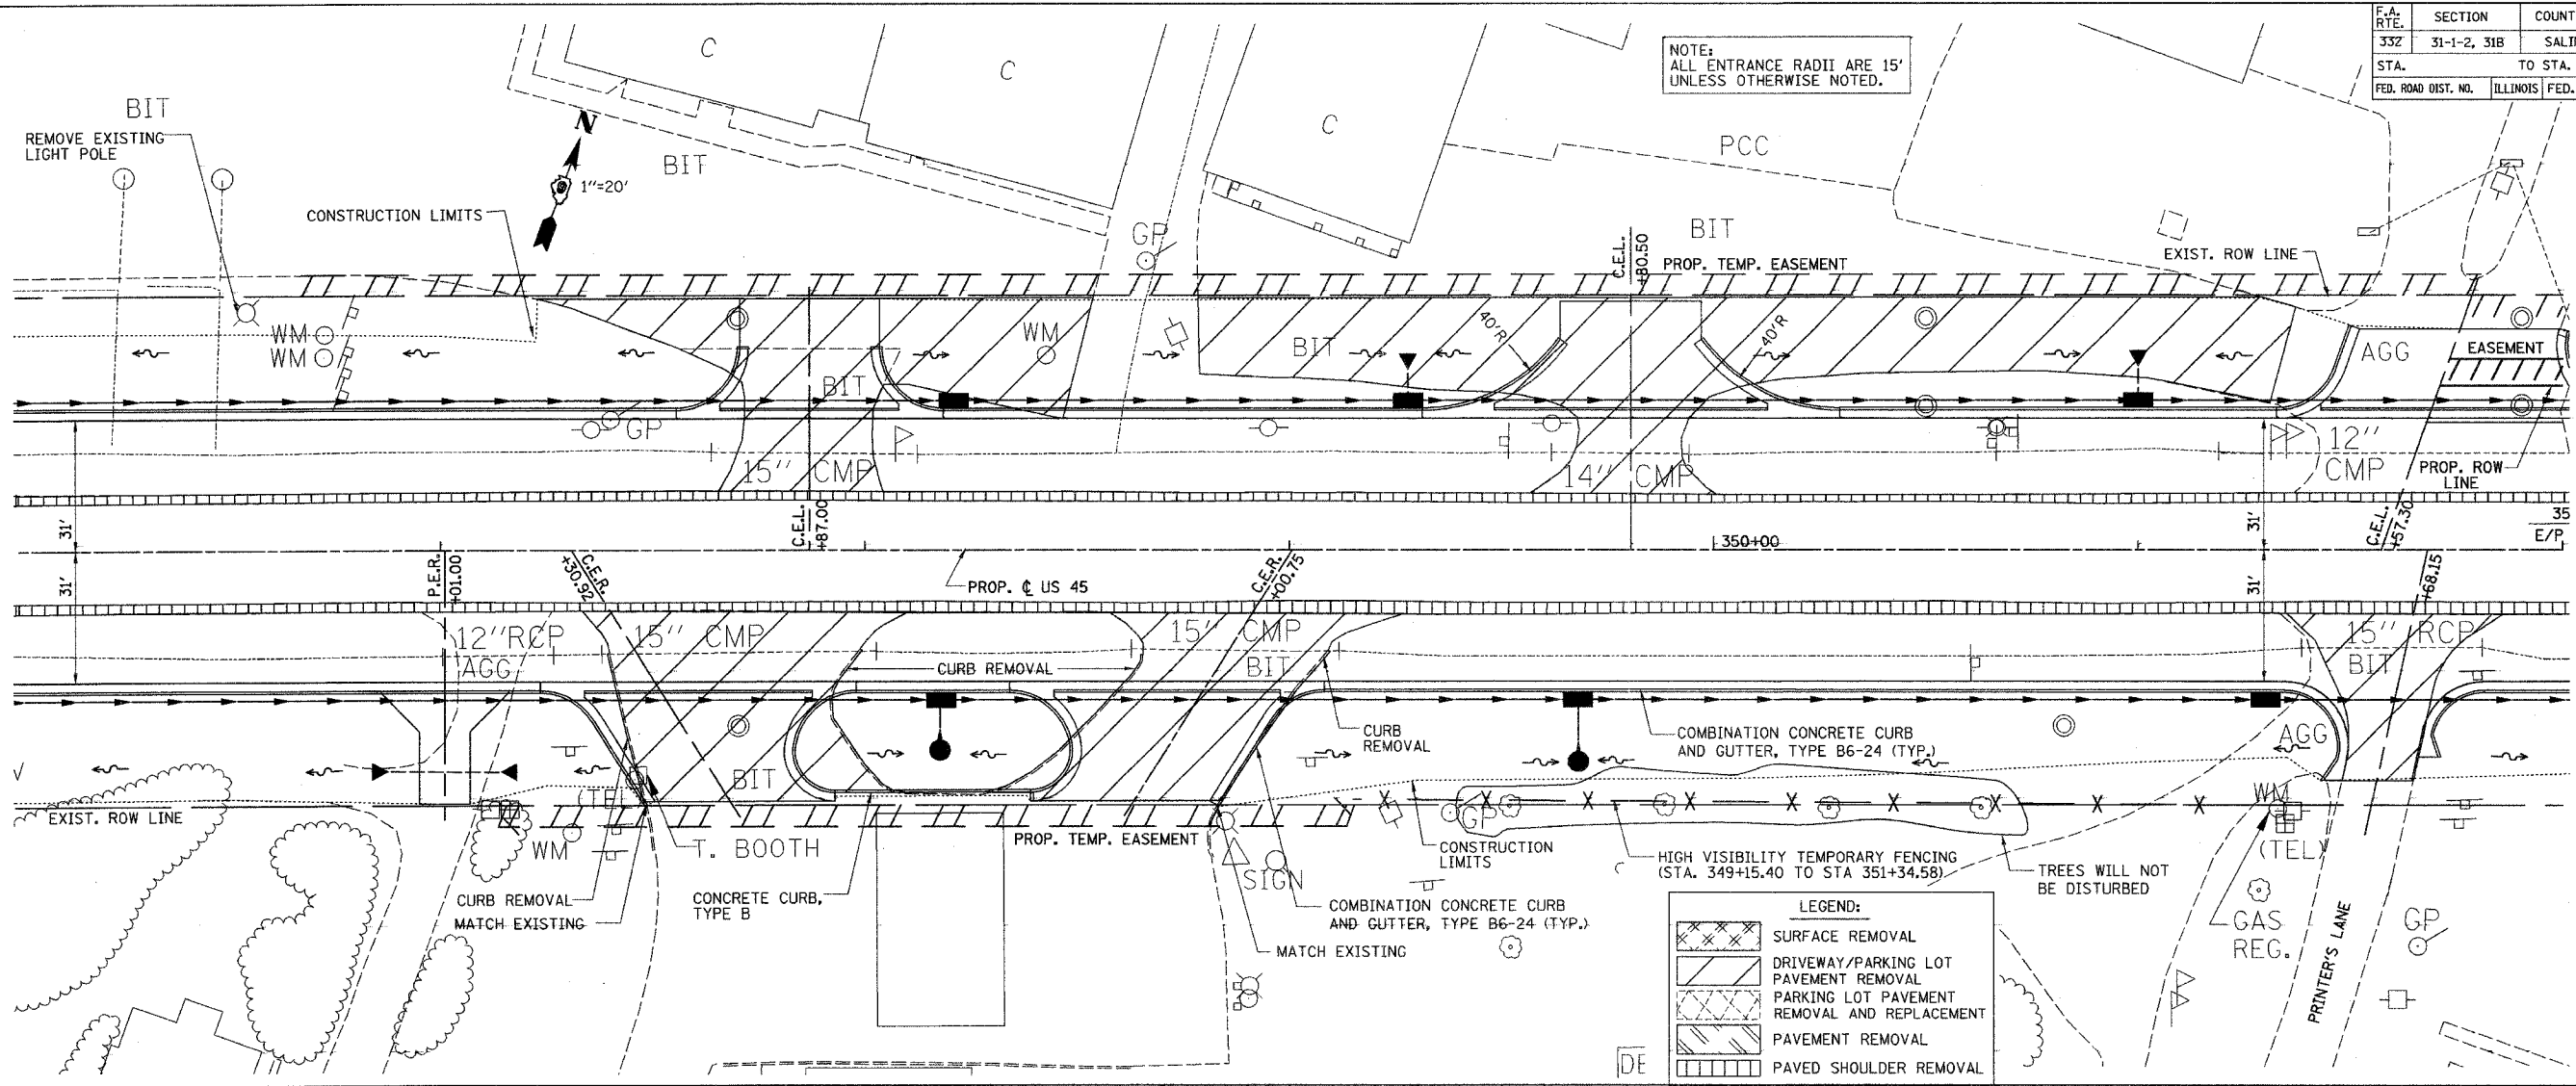 F.A. RTE. SECTION COUNT
332 31-1-2, 31B SALI
STA. TO STA.
FED. ROAD DIST. NO. ILLINOIS FED.
NOTE:
ALL ENTRANCE RADII ARE 15'
UNLESS OTHERWISE NOTED.
C
C
C
BIT
REMOVE EXISTING
LIGHT POLE
N
1"=20'
BIT
CONSTRUCTION LIMITS
PCC
GP
BIT
C.E.L.
+80.50
PROP. TEMP. EASEMENT
EXIST. ROW LINE
WM
WM
WM
BIT
40'R
40'R
BIT
AGG
EASEMENT
GP
15" CMP
14" CMP
12"
CMP
PROP. ROW
LINE
31'
C.E.L.
+87.00
31'
C.E.L.
+57.30
35
E/P
350+00
31'
P.E.R.
+01.00
C.E.R.
+30.92
PROP. ℄ US 45
C.E.R.
+00.75
31'
+68.15
12"RCP
AGG
15" CMP
CURB REMOVAL
15" CMP
BIT
15" RCP
BIT
CURB
REMOVAL
COMBINATION CONCRETE CURB
AND GUTTER, TYPE B6-24 (TYP.)
AGG
BIT
(TEL
EXIST. ROW LINE
WM
T. BOOTH
PROP. TEMP. EASEMENT
GP
CONSTRUCTION
LIMITS
HIGH VISIBILITY TEMPORARY FENCING
(STA. 349+15.40 TO STA 351+34.58)
TREES WILL NOT
BE DISTURBED
WM
(TEL)
SIGN
CURB REMOVAL
MATCH EXISTING
CONCRETE CURB,
TYPE B
COMBINATION CONCRETE CURB
AND GUTTER, TYPE B6-24 (TYP.)
MATCH EXISTING
GAS
REG.
GP
PRINTER'S LANE
LEGEND:
SURFACE REMOVAL
DRIVEWAY/PARKING LOT
PAVEMENT REMOVAL
PARKING LOT PAVEMENT
REMOVAL AND REPLACEMENT
PAVEMENT REMOVAL
PAVED SHOULDER REMOVAL
DE